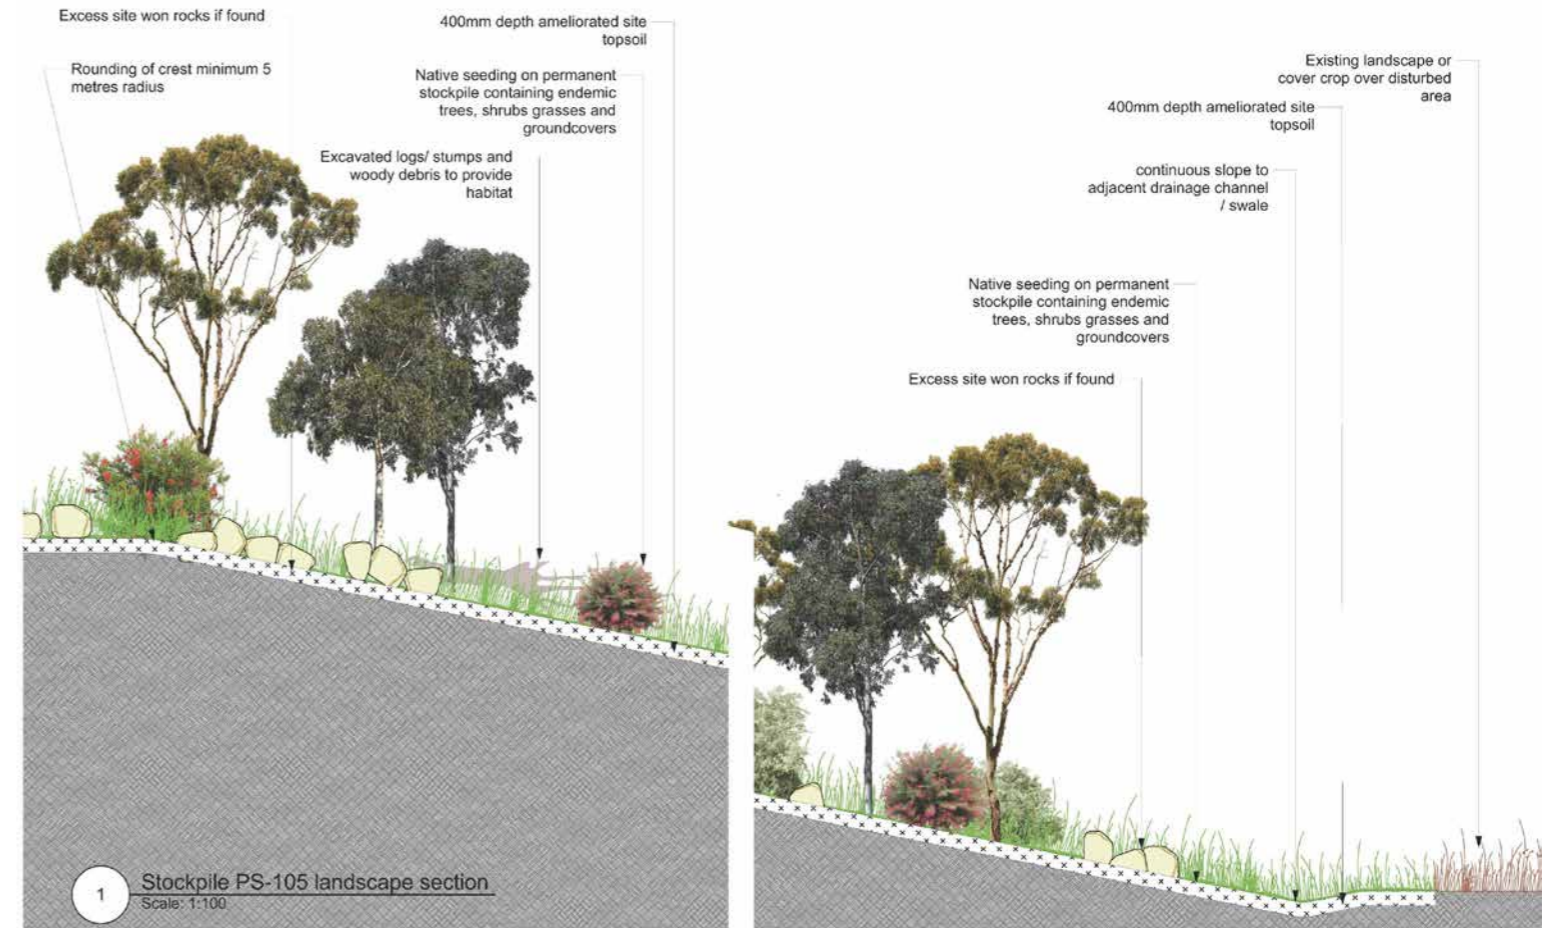 Excess site won rocks if found
Rounding of crest minimum 5
metres radius
400mm depth ameliorated site
topsoil
Native seeding on permanent
stockpile containing endemic
trees, shrubs grasses and
groundcovers
Excavated logs/ stumps and
woody debris to provide
habitat
Existing landscape or
cover crop over disturbed
area
400mm depth ameliorated site
topsoil
continuous slope to
adjacent drainage channel
/ swale
Native seeding on permanent
stockpile containing endemic
trees, shrubs grasses and
groundcovers
Excess site won rocks if found
1
Stockpile PS-105 landscape section
Scale: 1:100